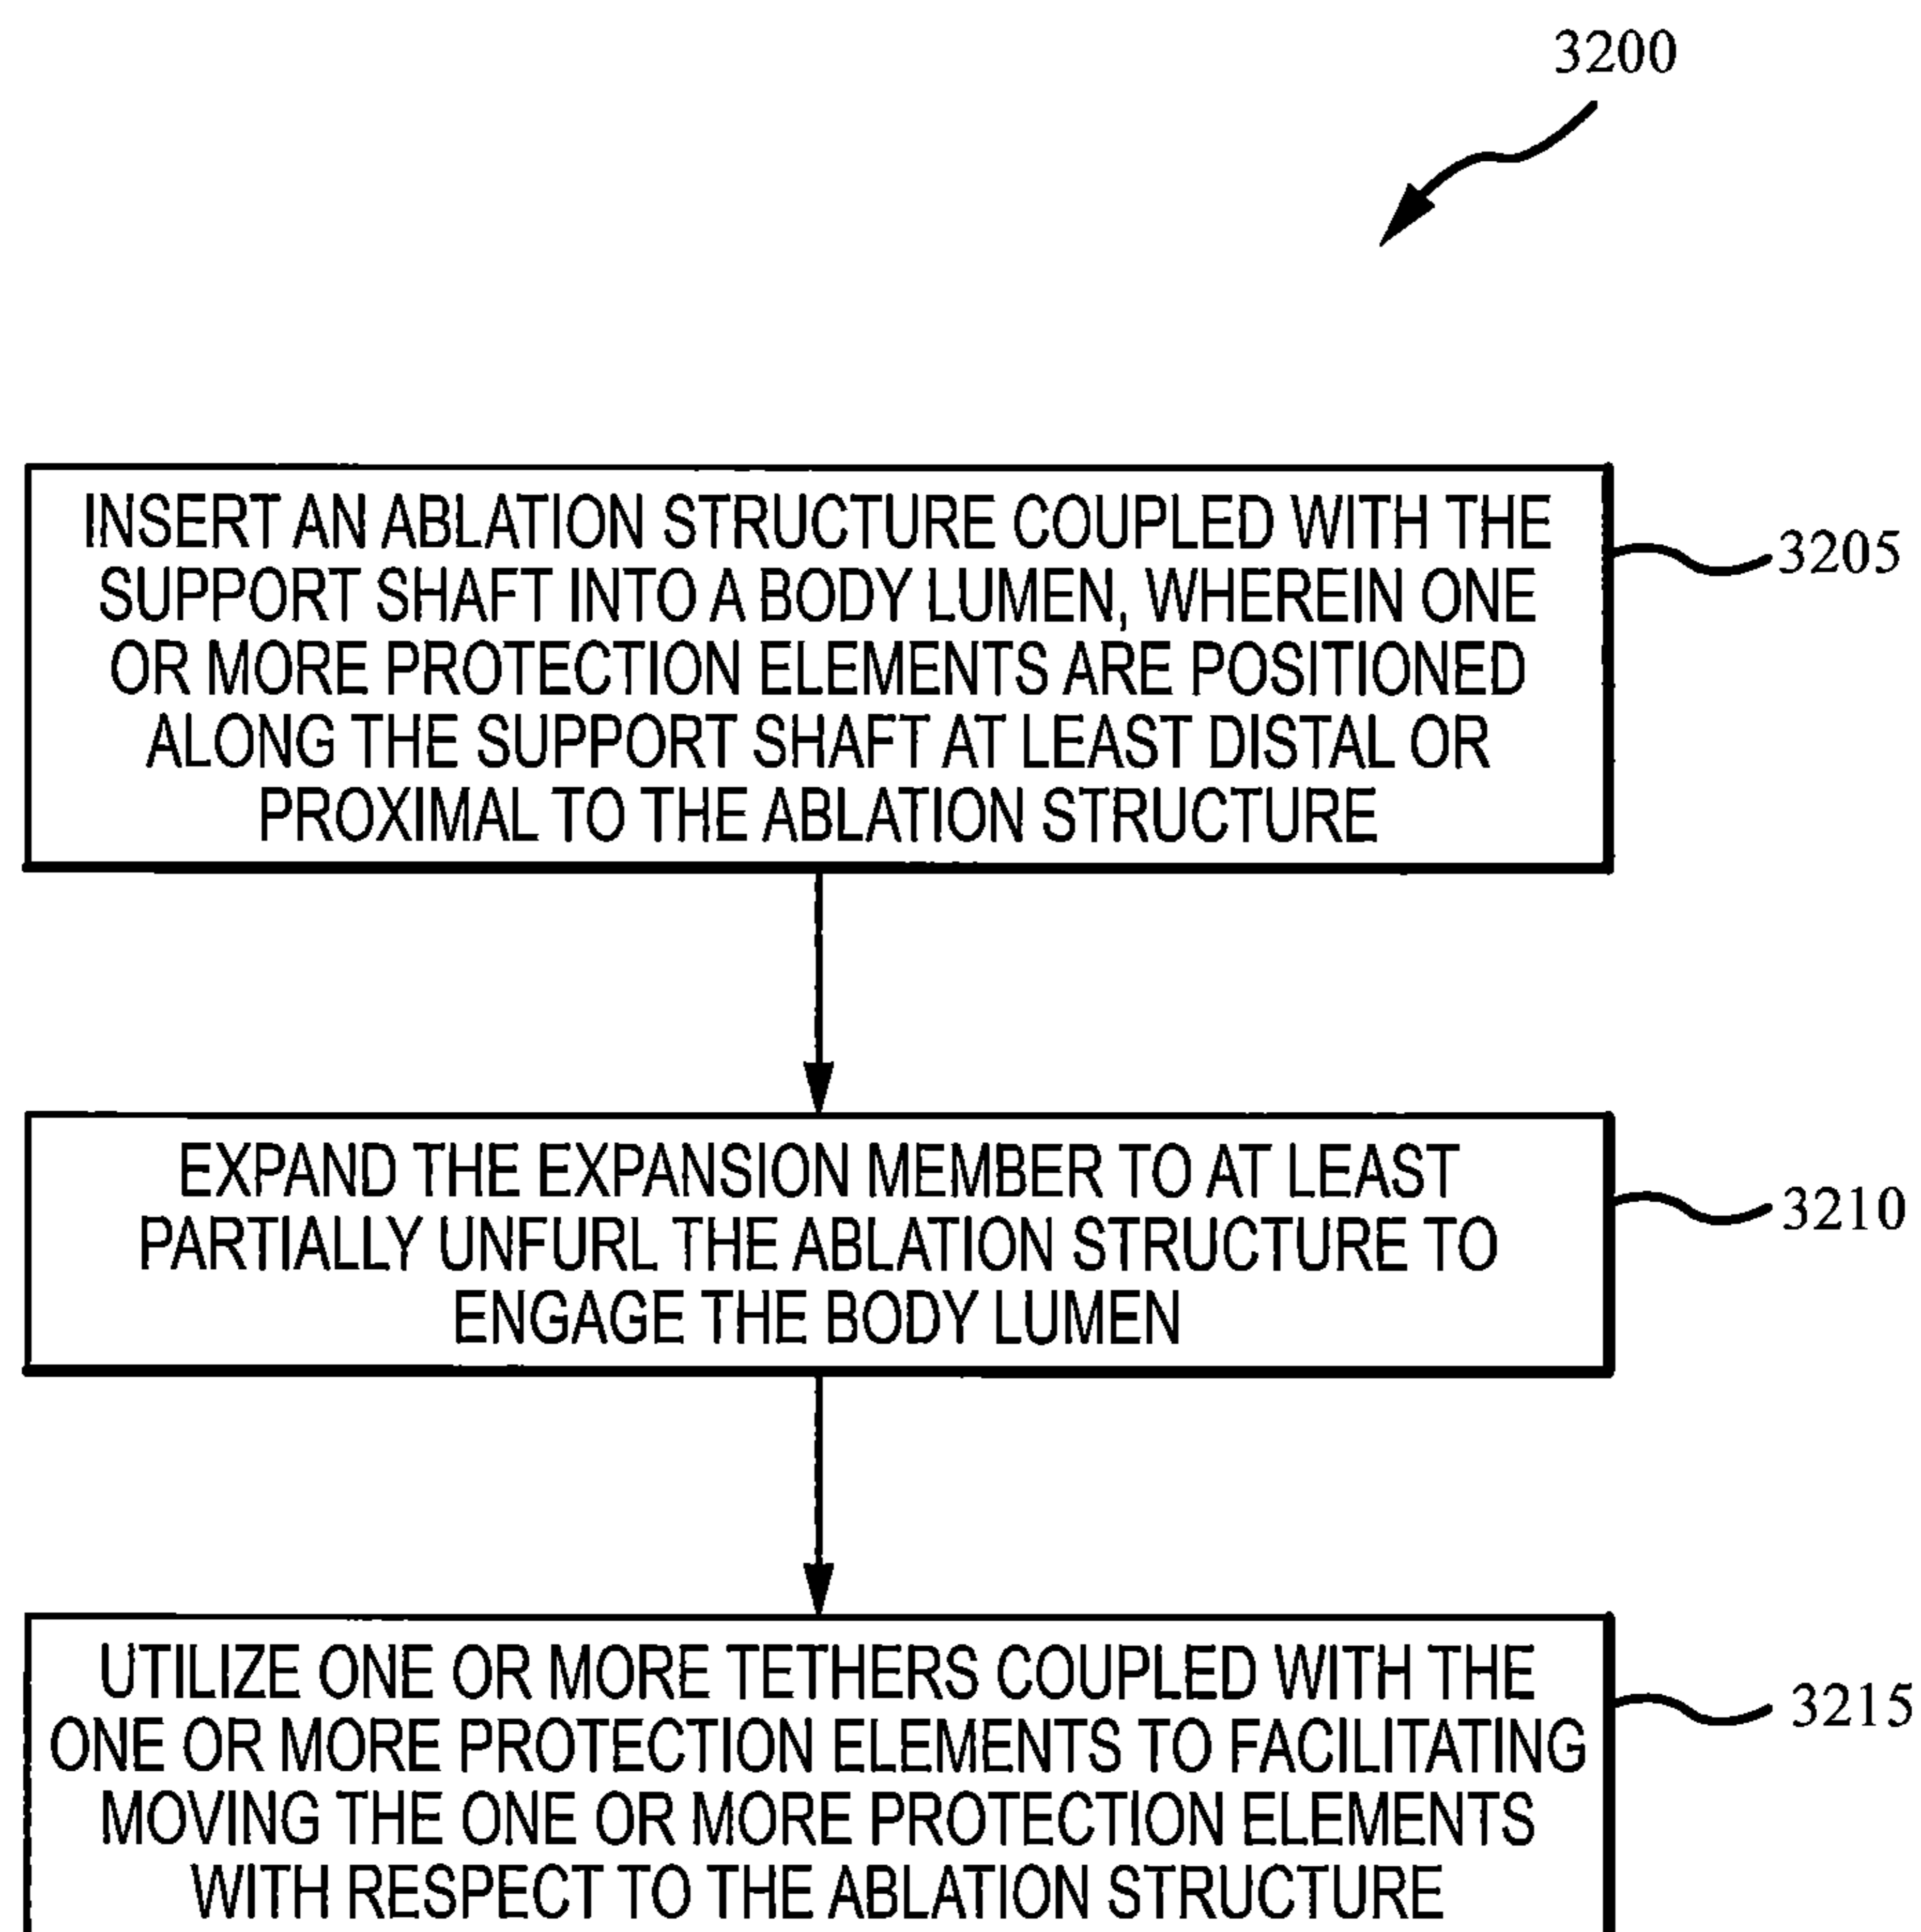 3200
INSERT AN ABLATION STRUCTURE COUPLED WITH THE
SUPPORT SHAFT INTO A BODY LUMEN, WHEREIN ONE
OR MORE PROTECTION ELEMENTS ARE POSITIONED
ALONG THE SUPPORT SHAFT AT LEAST DISTAL OR
PROXIMAL TO THE ABLATION STRUCTURE
3205
EXPAND THE EXPANSION MEMBER TO AT LEAST
PARTIALLY UNFURL THE ABLATION STRUCTURE TO
ENGAGE THE BODY LUMEN
3210
UTILIZE ONE OR MORE TETHERS COUPLED WITH THE
ONE OR MORE PROTECTION ELEMENTS TO FACILITATING
MOVING THE ONE OR MORE PROTECTION ELEMENTS
WITH RESPECT TO THE ABLATION STRUCTURE
3215